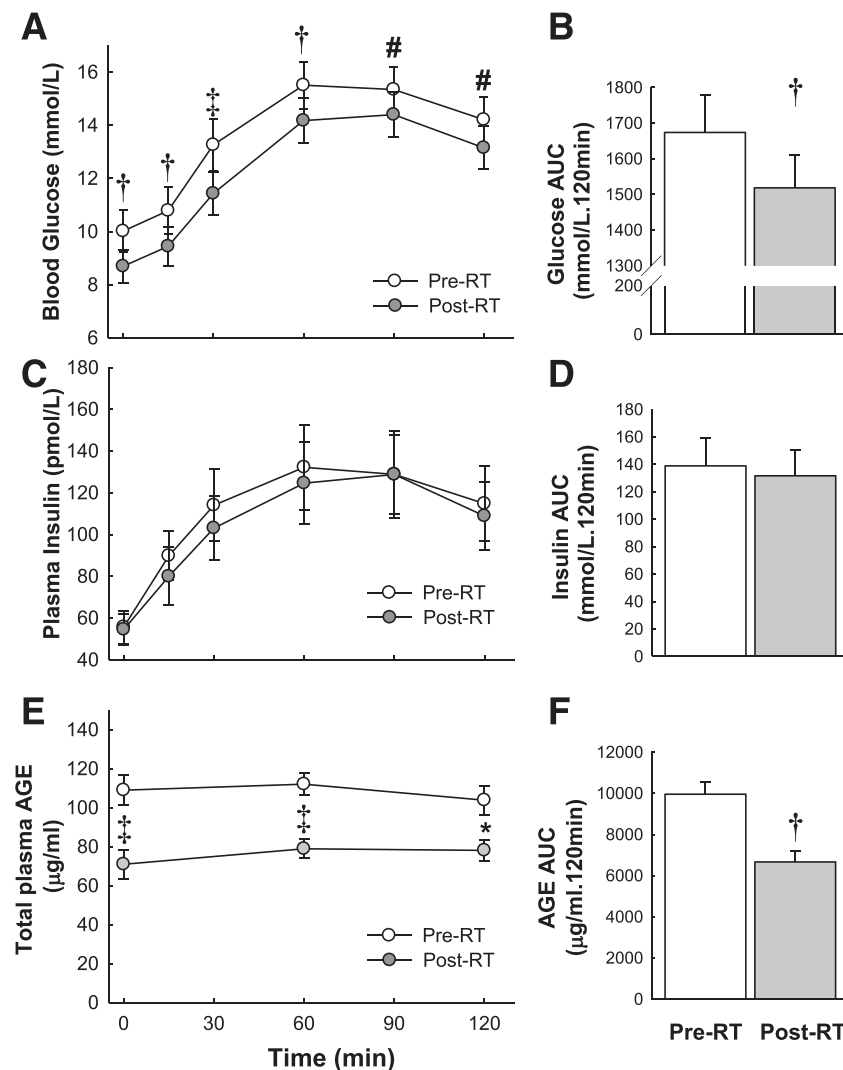 A
Blood Glucose (mmol/L)
16
14
12
10
8
6
†
†
‡
†
#
#
Pre-RT
Post-RT
B
Glucose AUC
(mmol/L.120min)
1800
1700
1600
1500
1300
200
0
†
C
Plasma Insulin (pmol/L)
180
160
140
120
100
80
60
40
Pre-RT
Post-RT
D
Insulin AUC
(mmol/L.120min)
180
160
140
120
100
80
60
40
20
0
E
Total plasma AGE
(µg/ml)
140
120
100
80
60
40
20
0
‡
‡
*
Pre-RT
Post-RT
0
30
60
90
120
Time (min)
F
AGE AUC
(µg/ml.120min)
12000
10000
8000
6000
4000
2000
0
†
Pre-RT
Post-RT